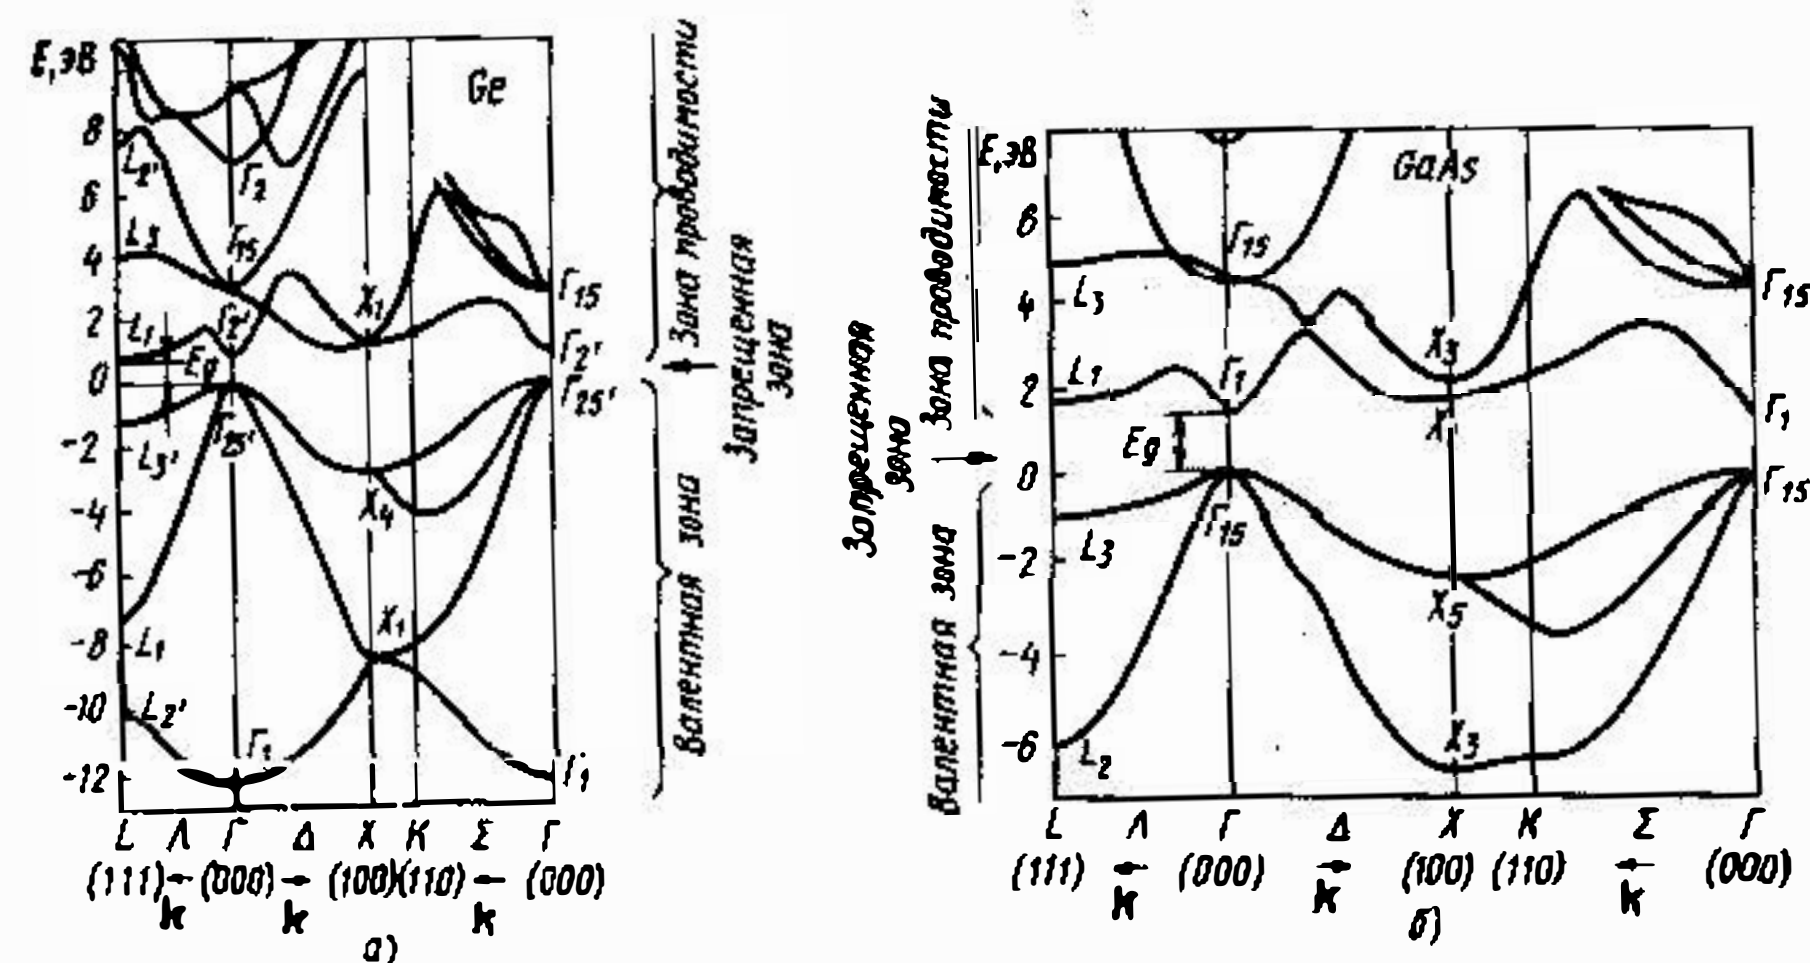 E,эВ
Ge
8
6
4
2
0
-2
-4
-6
-8
-10
-12
L2'
L3
L1
Eg
L3'
L1
L2'
Γ2
Γ15
Γ2'
Γ25'
Γ1
X1
X4
X1
Γ15
Γ2'
Γ25'
Γ1
L Λ Γ Δ X K Σ Γ
(111) (000) (100) (110) (000)
k k k
а)
Зона проводимости
Запрещенная
зона
Валентная зона
E,эВ
GaAs
6
4
2
0
-2
-4
-6
L3
L1
Eg
L3
L2
Γ15
Γ1
Γ15
X3
X1
X5
X3
Γ15
Γ1
Γ15
L Λ Γ Δ X K Σ Γ
(111) (000) (100) (110) (000)
k k k
б)
Зона проводимости
Запрещенная
зона
Валентная зона